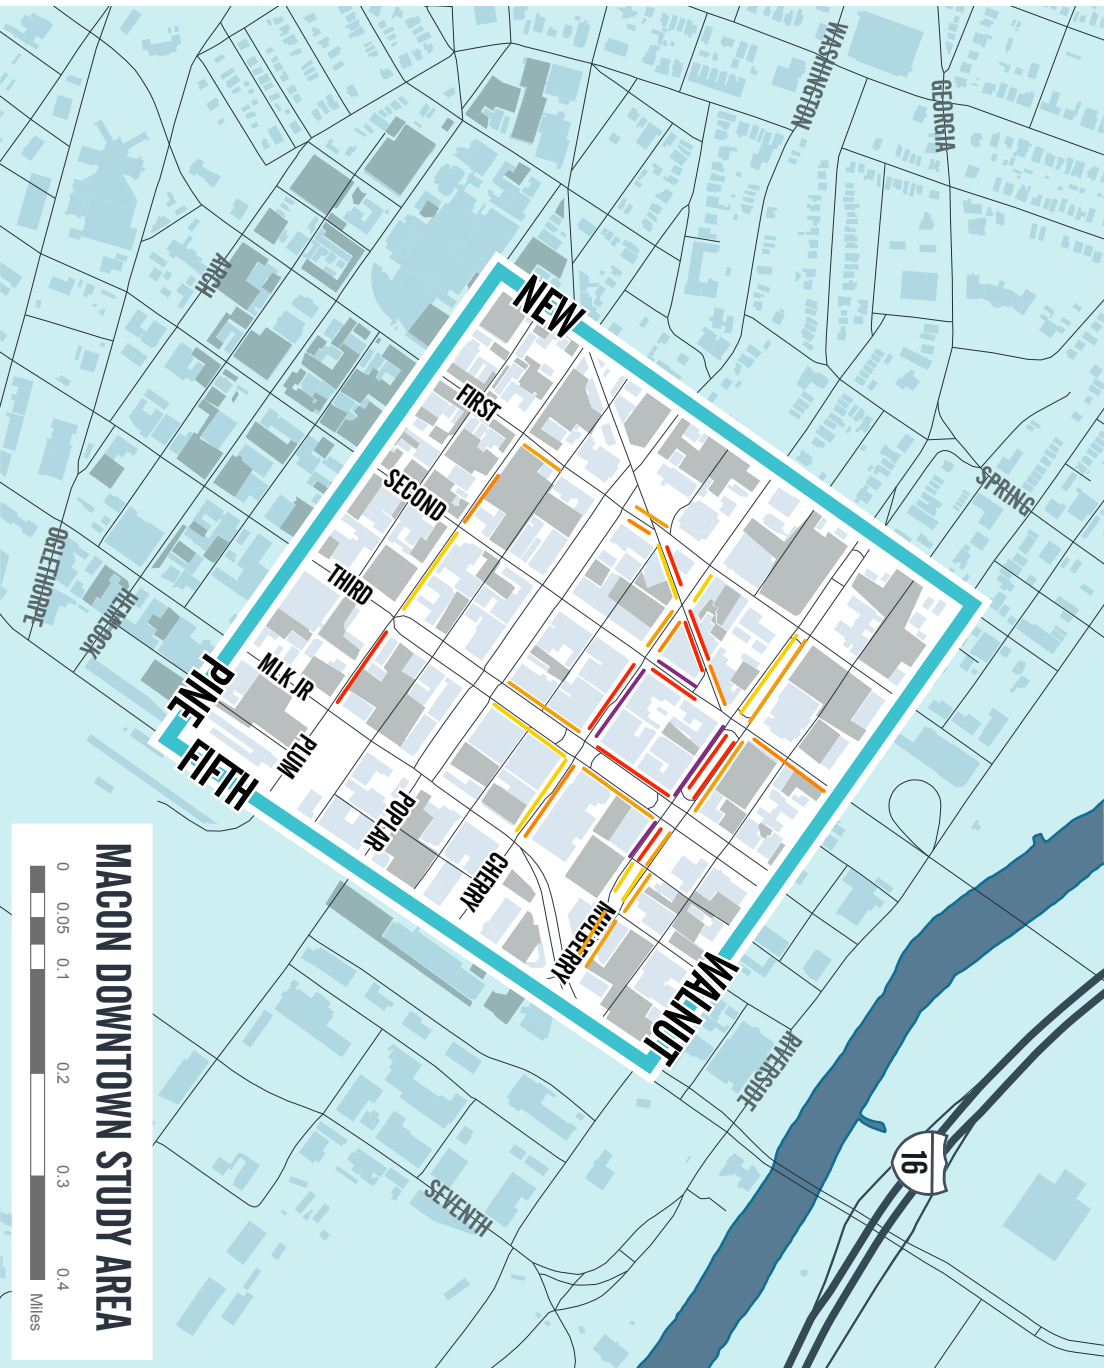 WASHINGTON
GEORGIA
ARCH
NEW
FIRST
SECOND
SPRING
THIRD
OGLETHORPE
HEMLOCK
MLK JR
PINE
FIFTH
PLUM
POPLAR
CHERRY
MULBERRY
WALNUT
RIVERSIDE
SEVENTH
16
MACON DOWNTOWN STUDY AREA
0 0.05 0.1 0.2 0.3 0.4
Miles